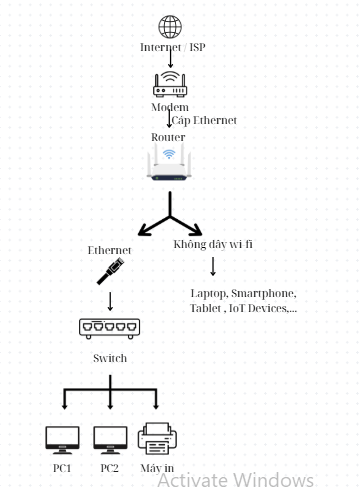 Internet / ISP
Modem
Cáp Ethernet
Router
Ethernet
Không dây wi-fi
Laptop, Smartphone,
Tablet , IoT Devices,...
Switch
PC1
PC2
Máy in
Activate Windows